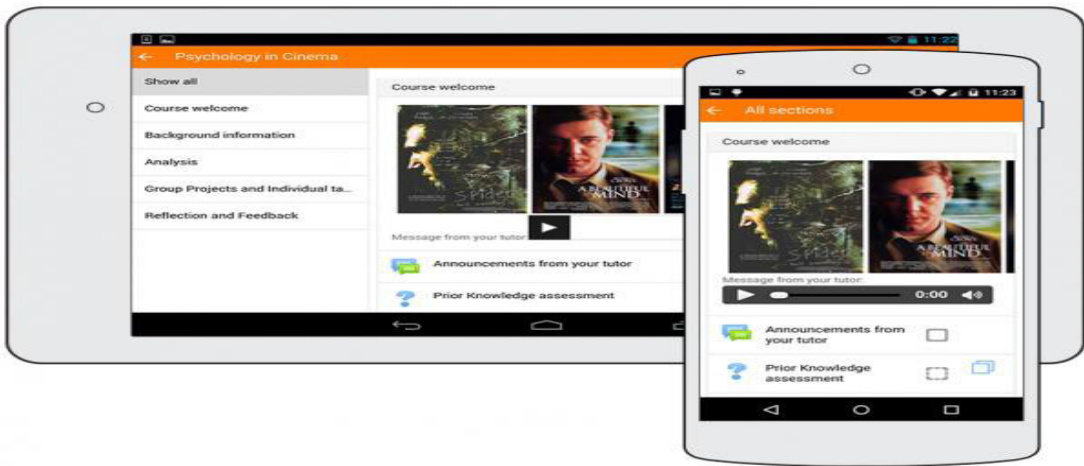 11:22
Psychology in Cinema
Show all
Course welcome
Background information
Analysis
Group Projects and Individual ta...
Reflection and Feedback
Course welcome
Spider
A BEAUTIFUL
MIND
Message from your tutor
Announcements from your tutor
Prior Knowledge assessment
11:23
All sections
Course welcome
Spider
A BEAUTIFUL
MIND
Message from your tutor:
0:00
Announcements from
your tutor
Prior Knowledge
assessment